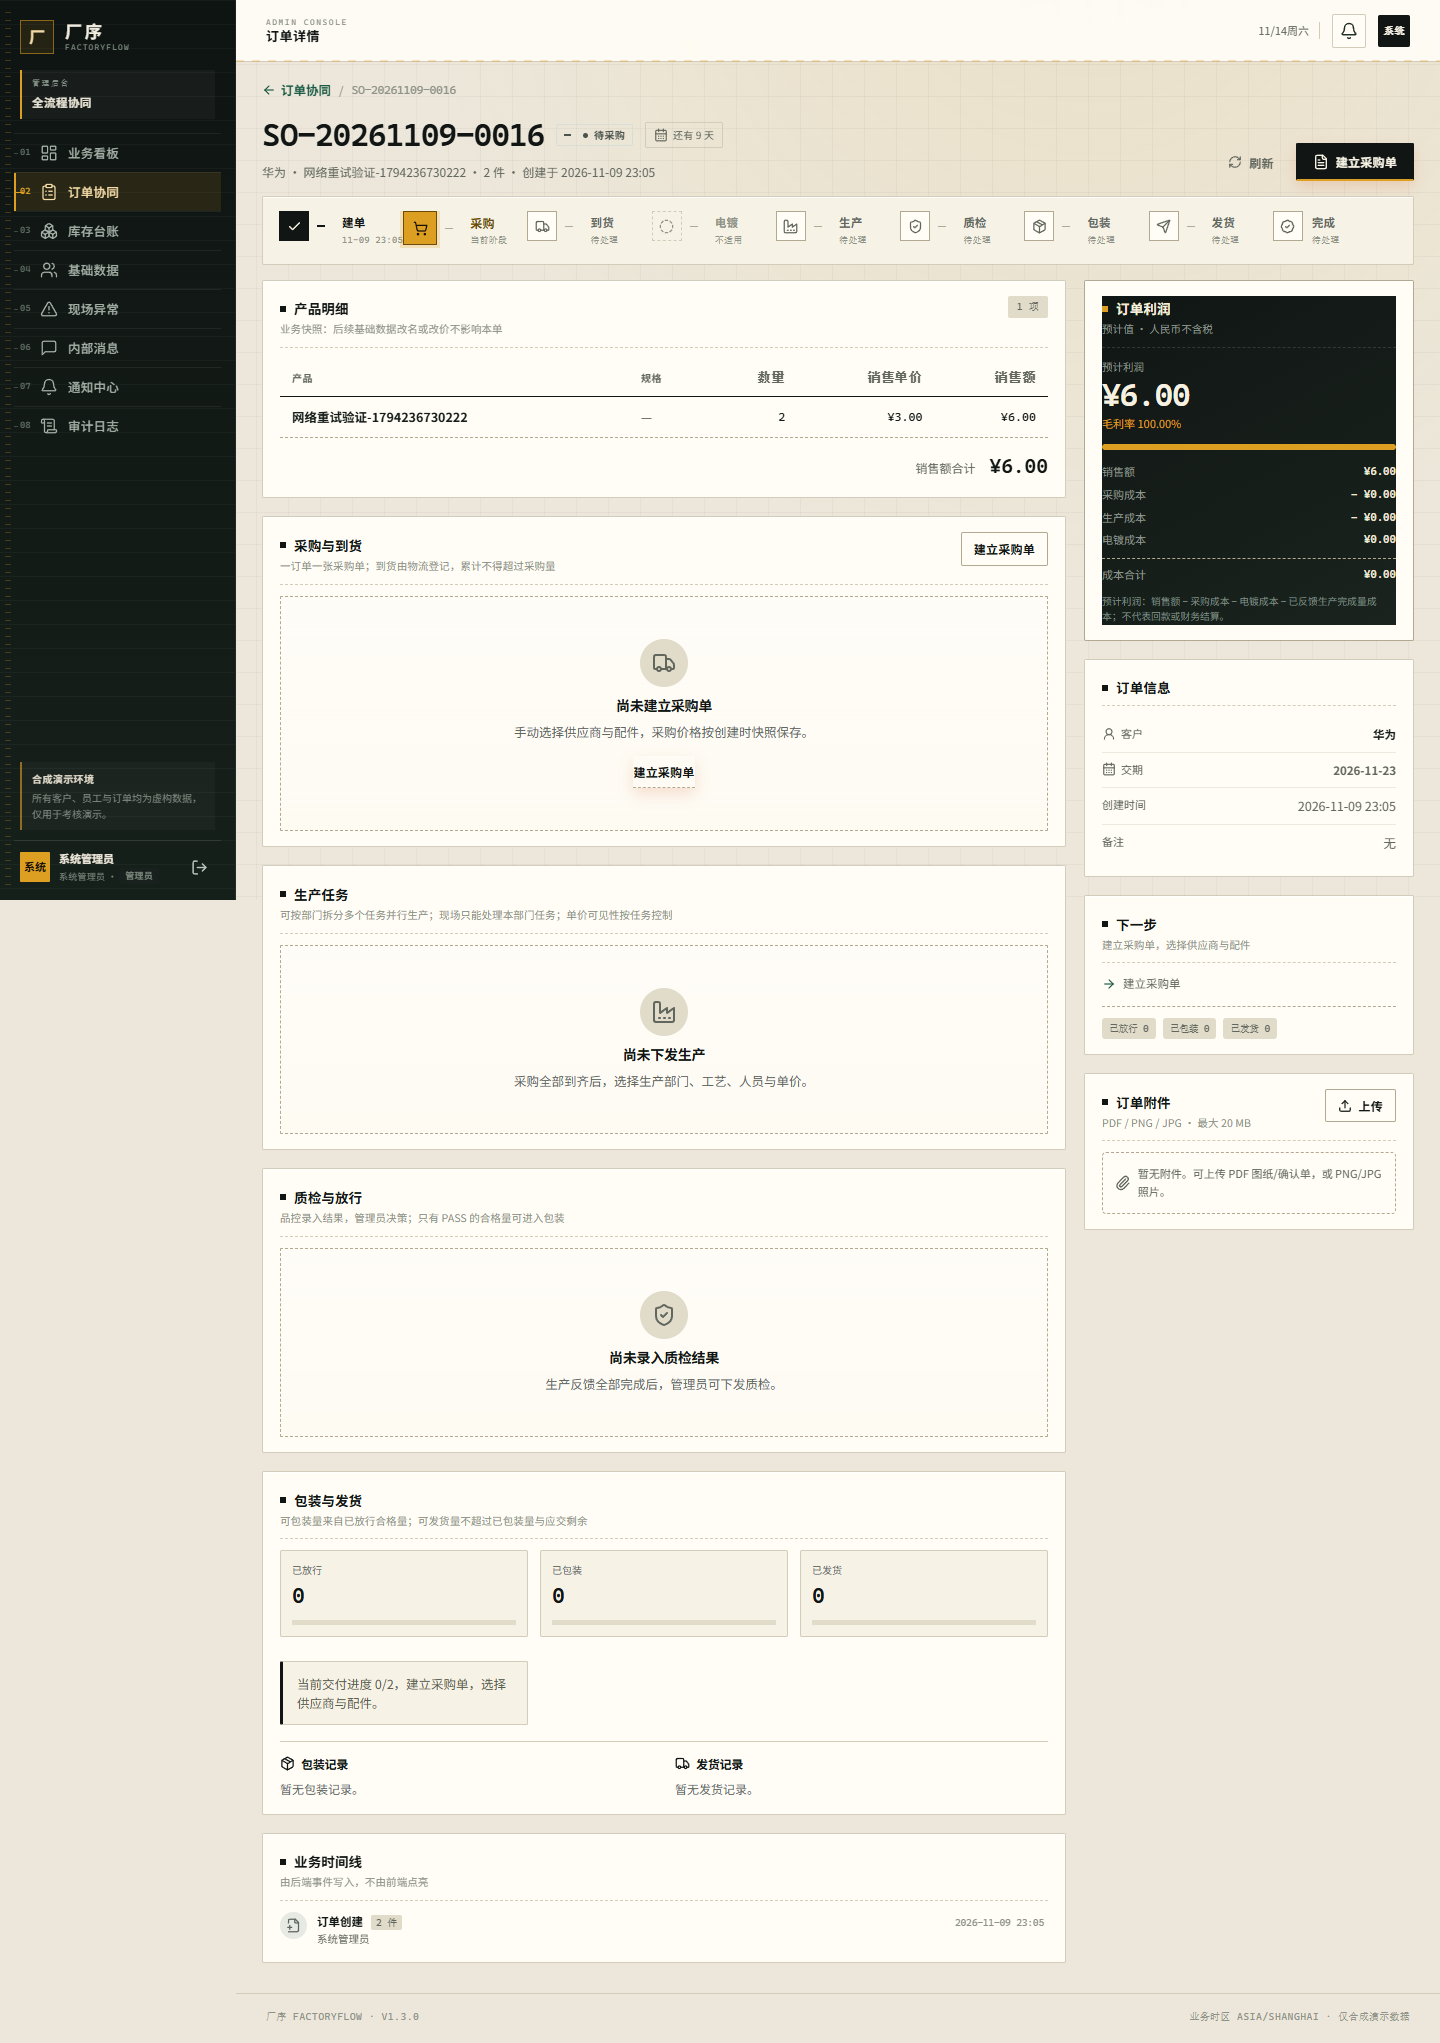 厂
厂序
FACTORYFLOW
管理后台
全流程协同
01 业务看板
02 订单协同
03 库存台账
04 基础数据
05 现场异常
06 内部消息
07 通知中心
08 审计日志
合成演示环境
所有客户、员工与订单均为虚构数据，
仅用于考核演示。
系统
系统管理员
系统管理员 · 管理员
ADMIN CONSOLE
订单详情
11/14周六
系统
订单协同 / SO-20261109-0016
SO-20261109-0016
待采购
还有 9 天
华为 · 网络重试验证-1794236730222 · 2 件 · 创建于 2026-11-09 23:05
刷新
建立采购单
建单
11-09 23:05
采购
当前阶段
到货
待处理
电镀
不适用
生产
待处理
质检
待处理
包装
待处理
发货
待处理
完成
待处理
产品明细
1 项
业务快照：后续基础数据改名或改价不影响本单
产品 规格 数量 销售单价 销售额
网络重试验证-1794236730222 — 2 ¥3.00 ¥6.00
销售额合计 ¥6.00
采购与到货
一订单一张采购单；到货由物流登记，累计不得超过采购量
建立采购单
尚未建立采购单
手动选择供应商与配件，采购价格按创建时快照保存。
建立采购单
生产任务
可按部门拆分多个任务并行生产；现场只能处理本部门任务；单价可见性按任务控制
尚未下发生产
采购全部到齐后，选择生产部门、工艺、人员与单价。
质检与放行
品控录入结果，管理员决策；只有 PASS 的合格量可进入包装
尚未录入质检结果
生产反馈全部完成后，管理员可下发质检。
包装与发货
可包装量来自已放行合格量；可发货量不超过已包装量与应交剩余
已放行
0
已包装
0
已发货
0
当前交付进度 0/2，建立采购单，选择
供应商与配件。
包装记录
暂无包装记录。
发货记录
暂无发货记录。
业务时间线
由后端事件写入，不由前端点亮
订单创建 2 件
系统管理员
2026-11-09 23:05
订单利润
预计值 · 人民币不含税
预计利润
¥6.00
毛利率 100.00%
销售额 ¥6.00
采购成本 − ¥0.00
生产成本 − ¥0.00
电镀成本 ¥0.00
成本合计 ¥0.00
预计利润：销售额 − 采购成本 − 电镀成本 − 已反馈生产完成量成
本；不代表回款或财务结算。
订单信息
客户 华为
交期 2026-11-23
创建时间 2026-11-09 23:05
备注 无
下一步
建立采购单，选择供应商与配件
建立采购单
已放行 0 已包装 0 已发货 0
订单附件
PDF / PNG / JPG · 最大 20 MB
上传
暂无附件。可上传 PDF 图纸/确认单，或 PNG/JPG
照片。
厂序 FACTORYFLOW · V1.3.0
业务时区 ASIA/SHANGHAI · 仅合成演示数据